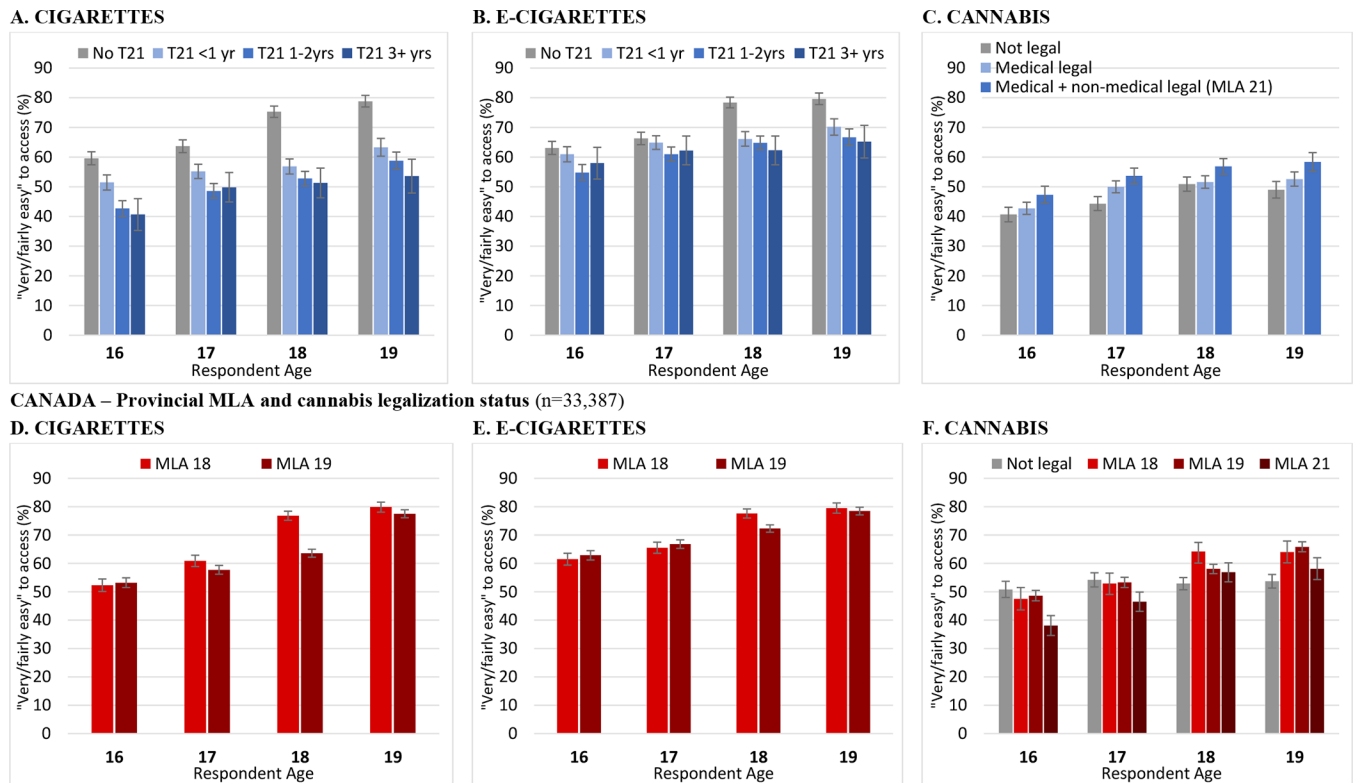 A. CIGARETTES
No T21 T21 <1 yr T21 1-2yrs T21 3+ yrs
"Very/fairly easy" to access (%)
90
80
70
60
50
40
30
20
10
0
16 17 18 19
Respondent Age
B. E-CIGARETTES
No T21 T21 <1 yr T21 1-2yrs T21 3+ yrs
"Very/fairly easy" to access (%)
90
80
70
60
50
40
30
20
10
0
16 17 18 19
Respondent Age
C. CANNABIS
Not legal
Medical legal
Medical + non-medical legal (MLA 21)
"Very/fairly easy" to access (%)
90
80
70
60
50
40
30
20
10
0
16 17 18 19
Respondent Age
CANADA – Provincial MLA and cannabis legalization status (n=33,387)
D. CIGARETTES
MLA 18 MLA 19
"Very/fairly easy" to access (%)
90
80
70
60
50
40
30
20
10
0
16 17 18 19
Respondent Age
E. E-CIGARETTES
MLA 18 MLA 19
"Very/fairly easy" to access (%)
90
80
70
60
50
40
30
20
10
0
16 17 18 19
Respondent Age
F. CANNABIS
Not legal MLA 18 MLA 19 MLA 21
"Very/fairly easy" to access (%)
90
80
70
60
50
40
30
20
10
0
16 17 18 19
Respondent Age